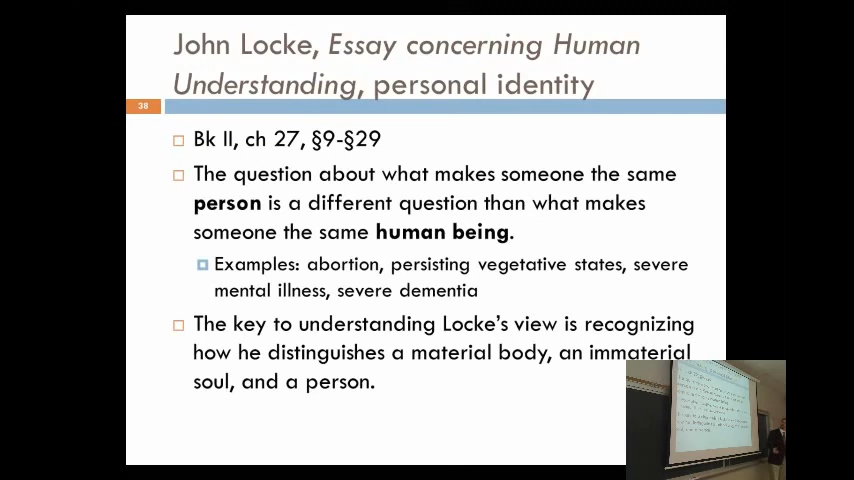 John Locke, Essay concerning Human
Understanding, personal identity
38
Bk II, ch 27, §9-§29
The question about what makes someone the same
person is a different question than what makes
someone the same human being.
Examples: abortion, persisting vegetative states, severe
mental illness, severe dementia
The key to understanding Locke's view is recognizing
how he distinguishes a material body, an immaterial
soul, and a person.